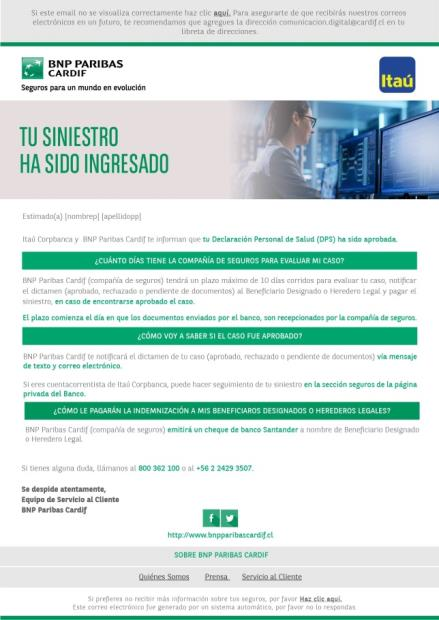 Si este email no se visualiza correctamente haz clic aquí. Para asegurarte de que recibirás nuestros correos
electrónicos en un futuro, te recomendamos que agregues la dirección comunicacion.digital@cardif.cl en tu
libreta de direcciones.
BNP PARIBAS
CARDIF
Seguros para un mundo en evolución
Itaú
TU SINIESTRO
HA SIDO INGRESADO
Estimado(a) |nombrep| |apellidopp|
Itaú Corpbanca y BNP Paribas Cardif te informan que tu Declaración Personal de Salud (DPS) ha sido aprobada.
¿CUÁNTO DÍAS TIENE LA COMPAÑÍA DE SEGUROS PARA EVALUAR MI CASO?
BNP Paribas Cardif (compañía de seguros) tendrá un plazo máximo de 10 días corridos para evaluar tu caso, notificar
el dictamen (aprobado, rechazado o pendiente de documentos) al Beneficiario Designado o Heredero Legal y pagar el
siniestro, en caso de encontrarse aprobado el caso.
El plazo comienza el día en que los documentos enviados por el banco, son recepcionados por la compañía de seguros.
¿CÓMO VOY A SABER SI EL CASO FUE APROBADO?
BNP Paribas Cardif te notificará el dictamen de tu caso (aprobado, rechazado o pendiente de documentos) vía mensaje
de texto y correo electrónico.
Si eres cuentacorrentista de Itaú Corpbanca, puede hacer seguimiento de tu siniestro en la sección seguros de la página
privada del Banco.
¿CÓMO LE PAGARÁN LA INDEMNIZACIÓN A MIS BENEFICIAROS DESIGNADOS O HEREDEROS LEGALES?
BNP Paribas Cardif (compañía de seguros) emitirá un cheque de banco Santander a nombre de Beneficiario Designado
o Heredero Legal.
Si tienes alguna duda, llámanos al 800 362 100 o al +56 2 2429 3507.
Se despide atentamente,
Equipo de Servicio al Cliente
BNP Paribas Cardif
http://www.bnpparibascardif.cl
SOBRE BNP PARIBAS CARDIF
Quiénes Somos Prensa Servicio al Cliente
Si prefieres no recibir más información sobre tus seguros, por favor Haz clic aquí.
Este correo electrónico fue generado por un sistema automático, por favor no lo respondas